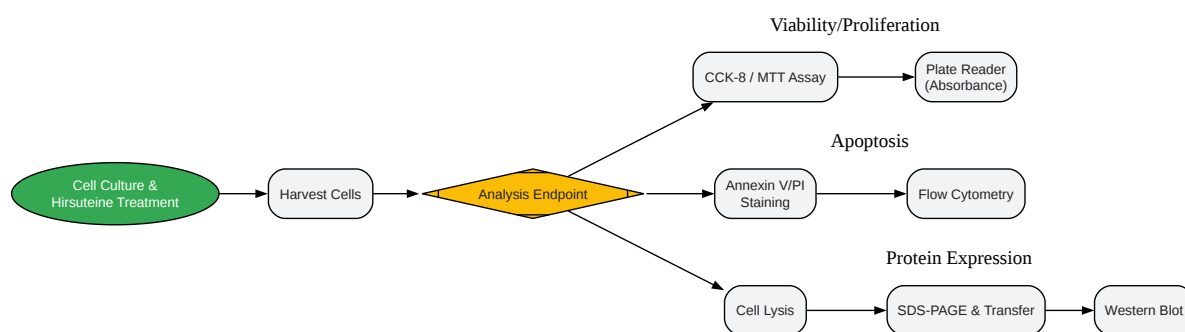 Viability/Proliferation
CCK-8 / MTT Assay
Plate Reader
(Absorbance)
Apoptosis
Cell Culture &
Hirsuteine Treatment
Harvest Cells
Analysis Endpoint
Annexin V/PI
Staining
Flow Cytometry
Protein Expression
Cell Lysis
SDS-PAGE & Transfer
Western Blot